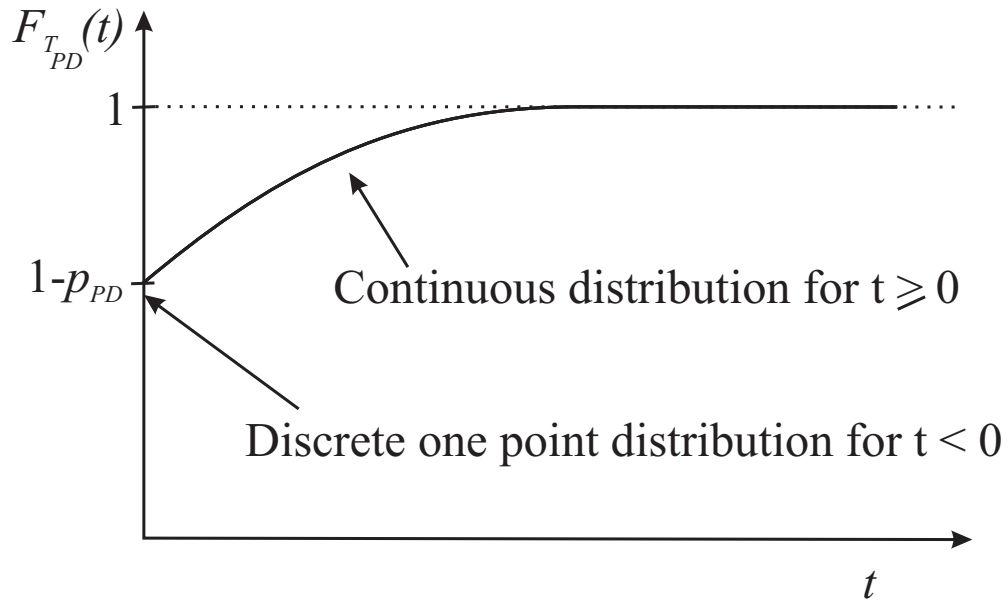 F_{T_{PD}}(t)
1
1-p_{PD}
Continuous distribution for t ⩾ 0
Discrete one point distribution for t < 0
t